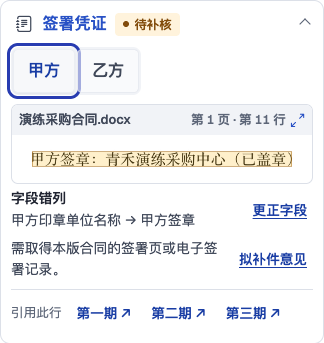 签署凭证 待补核
甲方 乙方
演练采购合同.docx 第 1 页 · 第 11 行
甲方签章：青禾演练采购中心（已盖章）
字段错列
甲方印章单位名称 → 甲方签章
更正字段
需取得本版合同的签署页或电子签
署记录。
拟补件意见
引用此行 第一期 ↗ 第二期 ↗ 第三期 ↗